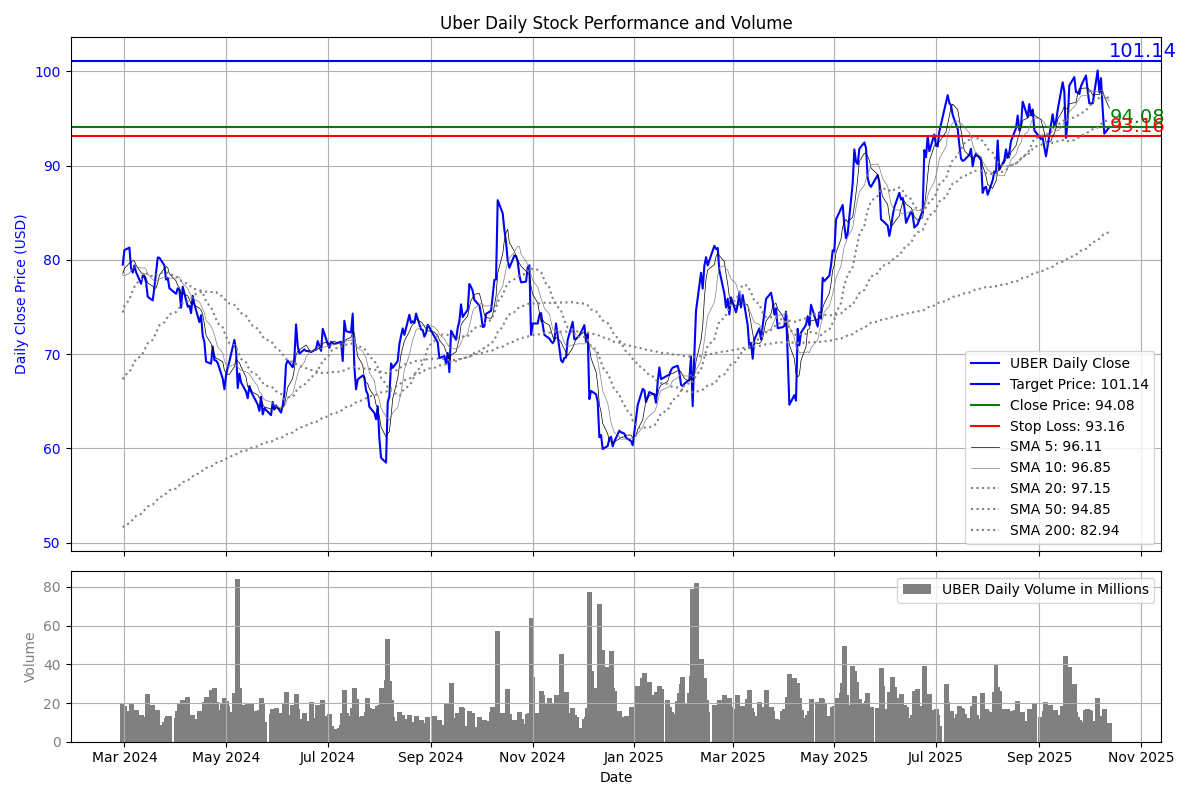 Uber Daily Stock Performance and Volume
Daily Close Price (USD)
100
90
80
70
60
50
101.14
94.08
93.16
UBER Daily Close
Target Price: 101.14
Close Price: 94.08
Stop Loss: 93.16
SMA 5: 96.11
SMA 10: 96.85
SMA 20: 97.15
SMA 50: 94.85
SMA 200: 82.94
Volume
80
60
40
20
0
UBER Daily Volume in Millions
Mar 2024 May 2024 Jul 2024 Sep 2024 Nov 2024 Jan 2025 Mar 2025 May 2025 Jul 2025 Sep 2025 Nov 2025
Date